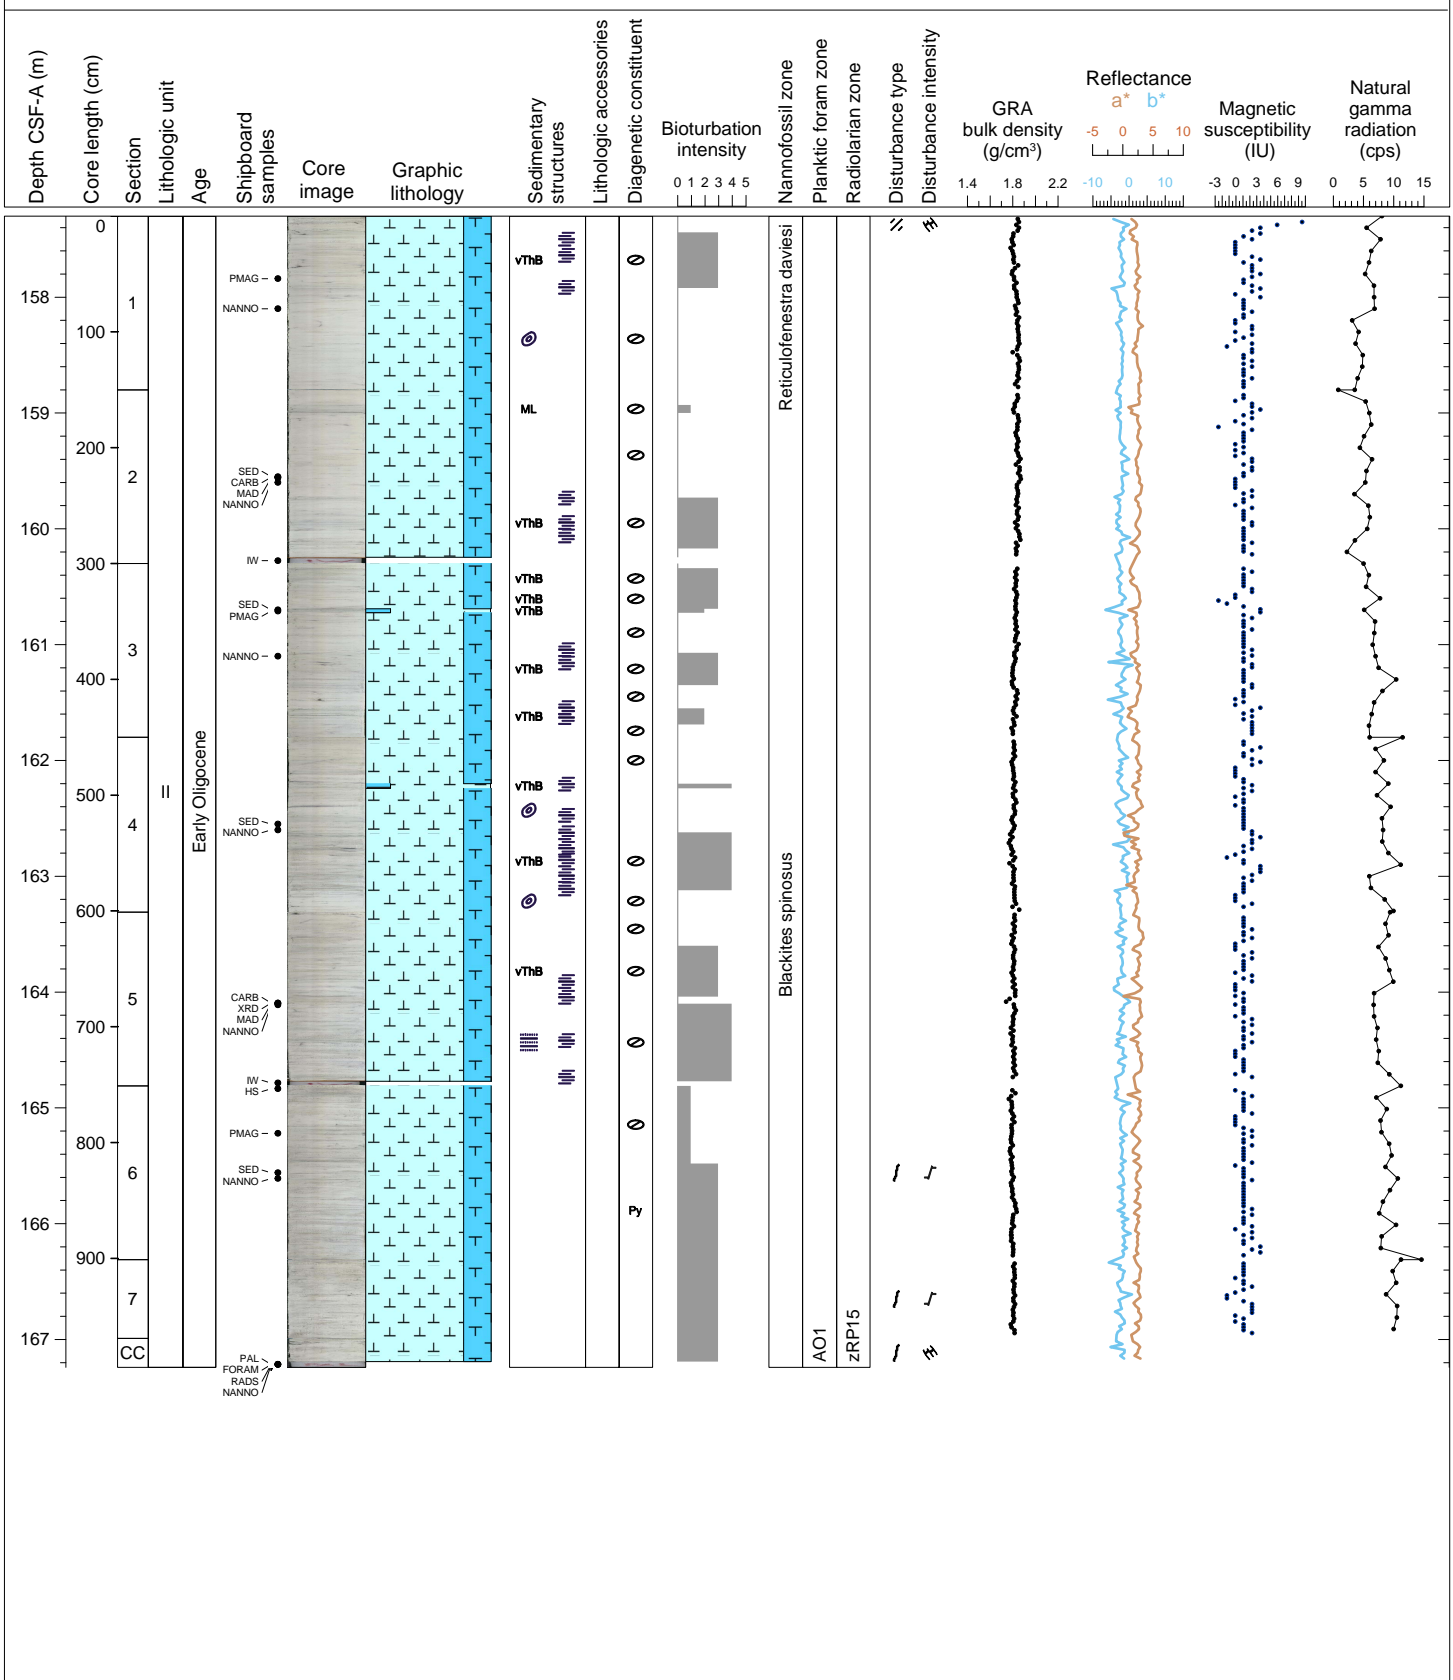 Depth CSF-A (m)
Core length (cm)
Section
Lithologic unit
Age
Shipboard
samples
Core
image
Graphic
lithology
Sedimentary
structures
Lithologic accessories
Diagenetic constituent
Bioturbation
intensity
0 1 2 3 4 5
Nannofossil zone
Planktic foram zone
Radiolarian zone
Disturbance type
Disturbance intensity
GRA
bulk density
(g/cm³)
1.4 1.8 2.2
Reflectance
a* b*
-5 0 5 10
-10 0 10
Magnetic
susceptibility
(IU)
-3 0 3 6 9
Natural
gamma
radiation
(cps)
0 5 10 15
158
159
160
161
162
163
164
165
166
167
0
100
200
300
400
500
600
700
800
900
1
2
3
4
5
6
7
CC
II
Early Oligocene
PMAG
NANNO
SED
CARB
MAD
NANNO
IW
SED
PMAG
NANNO
SED
NANNO
CARB
XRD
MAD
NANNO
IW
HS
PMAG
SED
NANNO
PAL
FORAM
RADS
NANNO
vThB
ML
vThB
vThB
vThB
vThB
vThB
vThB
vThB
vThB
vThB
Py
Reticulofenestra daviesi
Blackites spinosus
AO1
zRP15